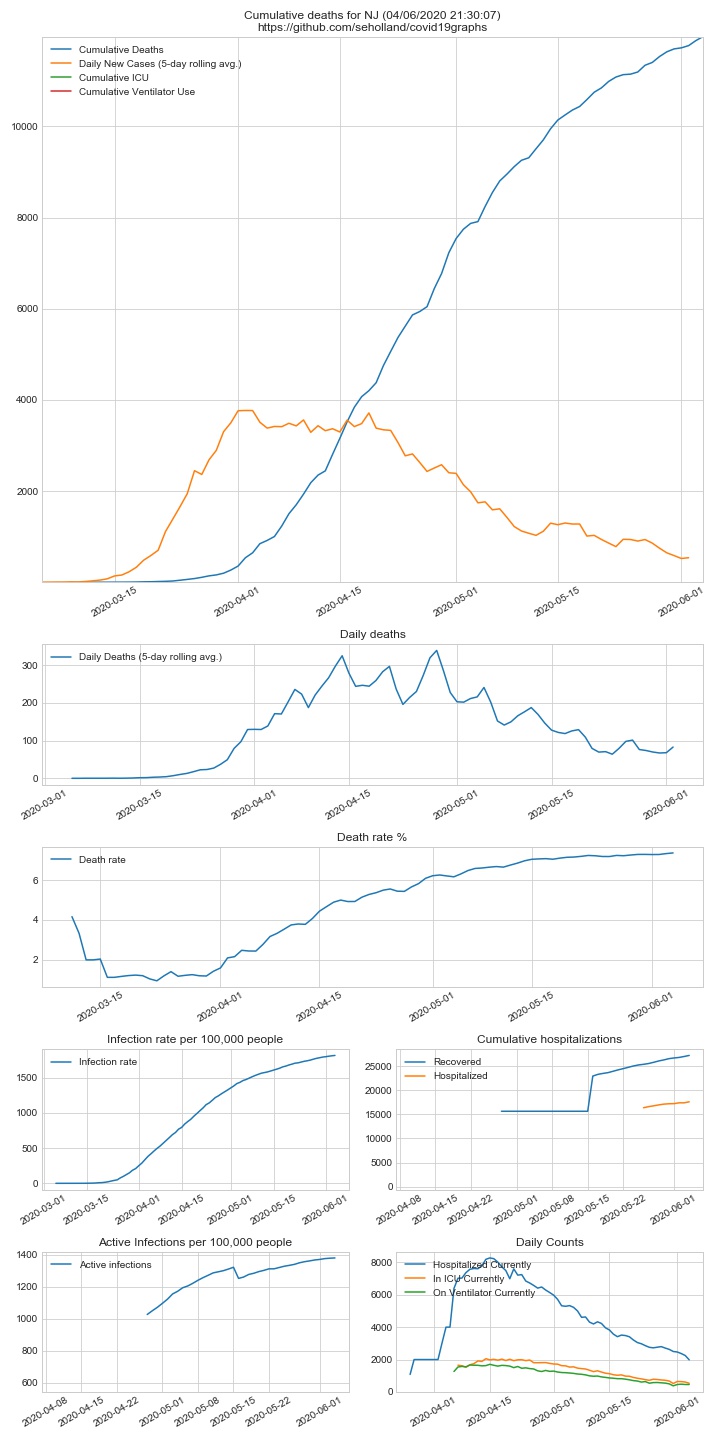 Cumulative deaths for NJ (04/06/2020 21:30:07)
https://github.com/seholland/covid19graphs
Cumulative Deaths
Daily New Cases (5-day rolling avg.)
Cumulative ICU
Cumulative Ventilator Use
10000
8000
6000
4000
2000
2020-03-15 2020-04-01 2020-04-15 2020-05-01 2020-05-15 2020-06-01
Daily deaths
Daily Deaths (5-day rolling avg.)
300
200
100
0
2020-03-01 2020-03-15 2020-04-01 2020-04-15 2020-05-01 2020-05-15 2020-06-01
Death rate %
Death rate
6
4
2
2020-03-15 2020-04-01 2020-04-15 2020-05-01 2020-05-15 2020-06-01
Infection rate per 100,000 people
Infection rate
1500
1000
500
0
2020-03-01 2020-03-15 2020-04-01 2020-04-15 2020-05-01 2020-05-15 2020-06-01
Cumulative hospitalizations
Recovered
Hospitalized
25000
20000
15000
10000
5000
0
2020-04-08 2020-04-15 2020-04-22 2020-05-01 2020-05-08 2020-05-15 2020-05-22 2020-06-01
Active Infections per 100,000 people
Active infections
1400
1200
1000
800
600
2020-04-08 2020-04-15 2020-04-22 2020-05-01 2020-05-08 2020-05-15 2020-05-22 2020-06-01
Daily Counts
Hospitalized Currently
In ICU Currently
On Ventilator Currently
8000
6000
4000
2000
0
2020-04-01 2020-04-15 2020-05-01 2020-05-15 2020-06-01